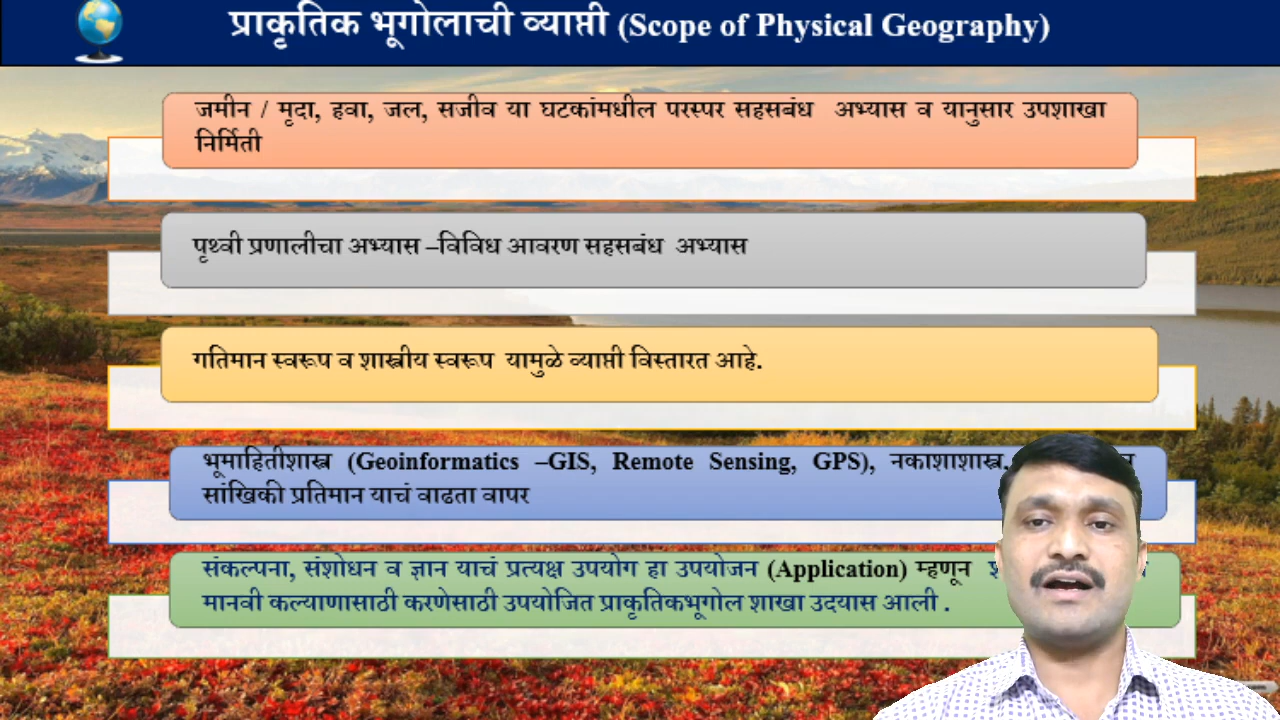 प्राकृतिक भूगोलाची व्याप्ती (Scope of Physical Geography)
जमीन / मृदा, हवा, जल, सजीव या घटकांमधील परस्पर सहसबंध अभ्यास व यानुसार उपशाखा
निर्मिती
पृथ्वी प्रणालीचा अभ्यास –विविध आवरण सहसबंध अभ्यास
गतिमान स्वरूप व शास्त्रीय स्वरूप यामुळे व्याप्ती विस्तारत आहे.
भूमाहितीशास्त्र (Geoinformatics –GIS, Remote Sensing, GPS), नकाशाशास्त्र,
सांखिकी प्रतिमान याचं वाढता वापर
संकल्पना, संशोधन व ज्ञान याचं प्रत्यक्ष उपयोग हा उपयोजन (Application) म्हणून
मानवी कल्याणासाठी करणेसाठी उपयोजित प्राकृतिकभूगोल शाखा उदयास आली .